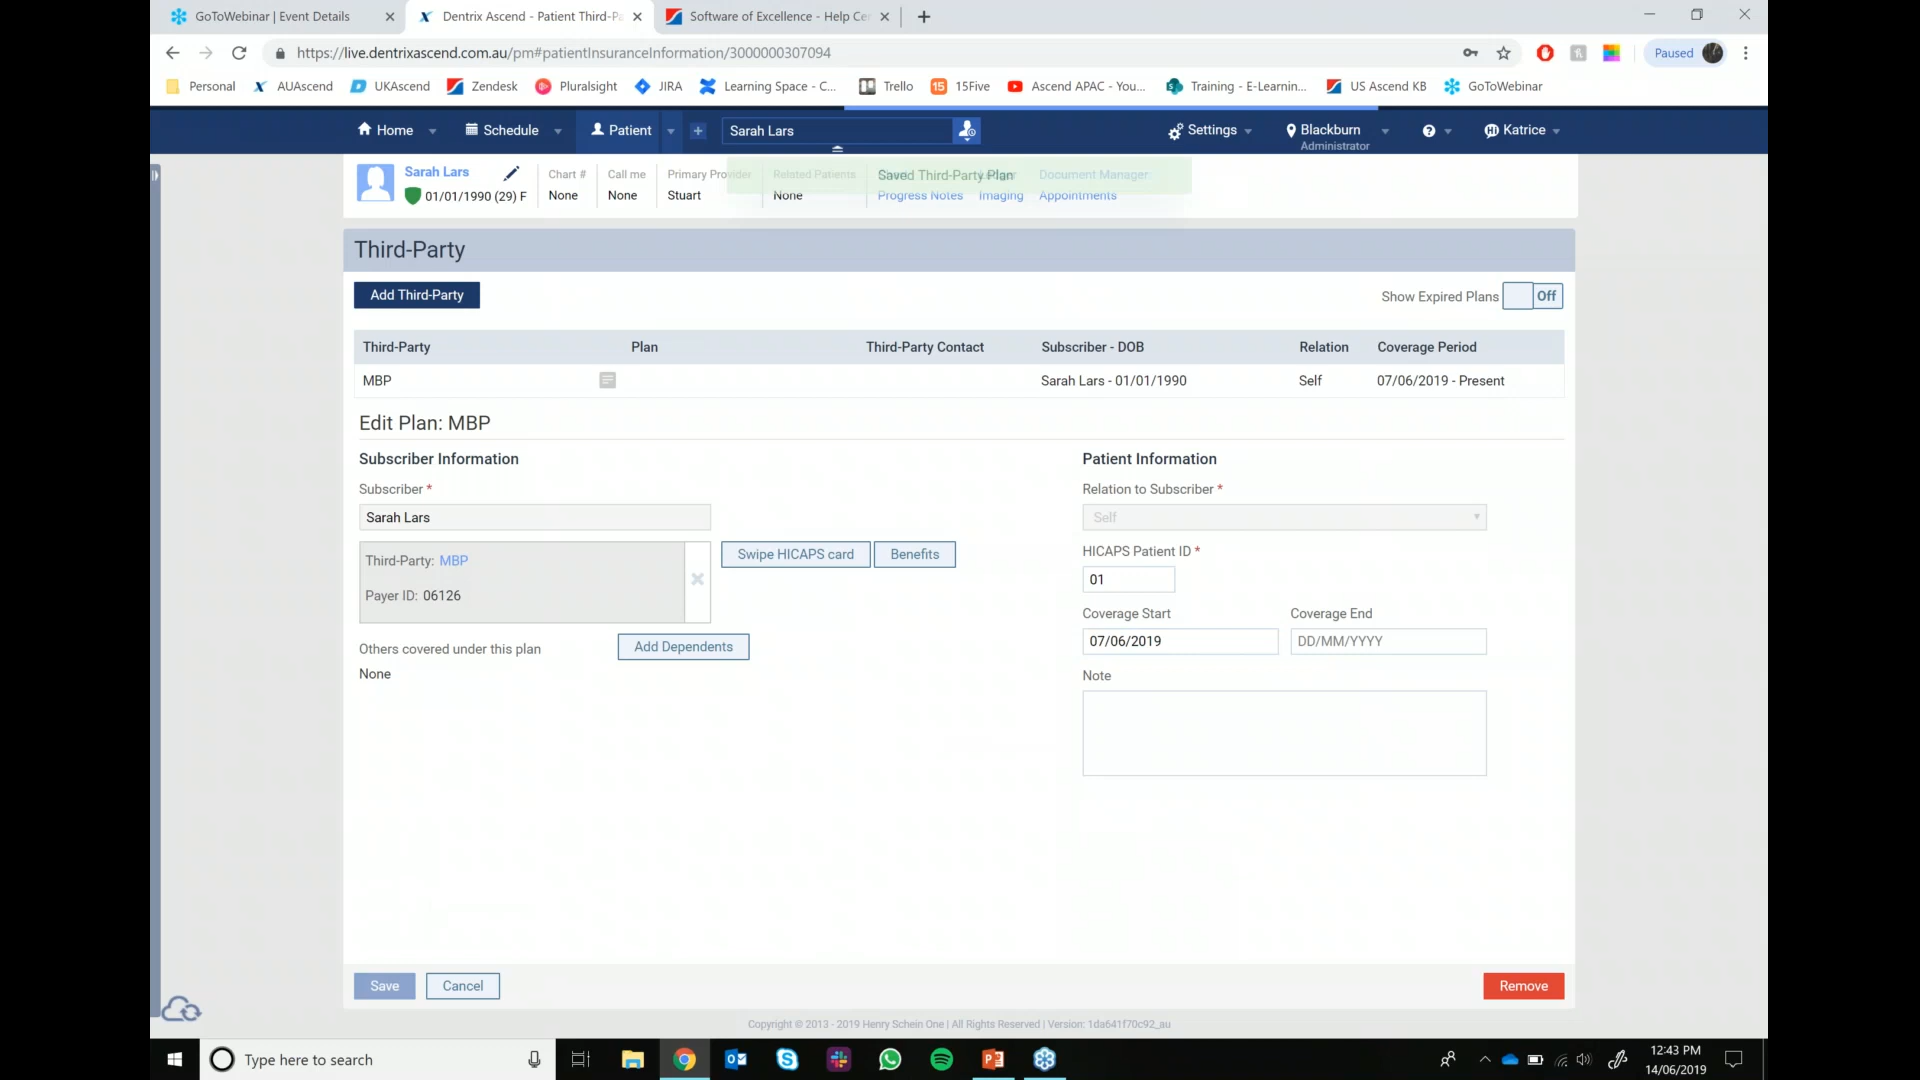 GoToWebinar | Event Details
Dentrix Ascend - Patient Third-Pa
Software of Excellence - Help Cen
https://live.dentrixascend.com.au/pm#patientInsuranceInformation/3000000307094
Paused
Personal
AUAscend
UKAscend
Zendesk
Pluralsight
JIRA
Learning Space - C...
Trello
15Five
Ascend APAC - You...
Training - E-Learnin...
US Ascend KB
GoToWebinar
Home
Schedule
Patient
Sarah Lars
Settings
Blackburn
Administrator
Katrice
Sarah Lars
01/01/1990 (29) F
Chart #
None
Call me
None
Primary Provider
Stuart
Related Patients
None
Saved Third-Party Plan
Document Manager
Progress Notes
Imaging
Appointments
Third-Party
Add Third-Party
Show Expired Plans
Off
Third-Party Plan Third-Party Contact Subscriber - DOB Relation Coverage Period
MBP Sarah Lars - 01/01/1990 Self 07/06/2019 - Present
Edit Plan: MBP
Subscriber Information
Subscriber *
Sarah Lars
Third-Party: MBP
Payer ID: 06126
Swipe HICAPS card
Benefits
Others covered under this plan
Add Dependents
None
Patient Information
Relation to Subscriber *
Self
HICAPS Patient ID *
01
Coverage Start
Coverage End
07/06/2019
DD/MM/YYYY
Note
Save
Cancel
Remove
Copyright © 2013 - 2019 Henry Schein One | All Rights Reserved | Version: 1da641f70c92_au
Type here to search
12:43 PM
14/06/2019